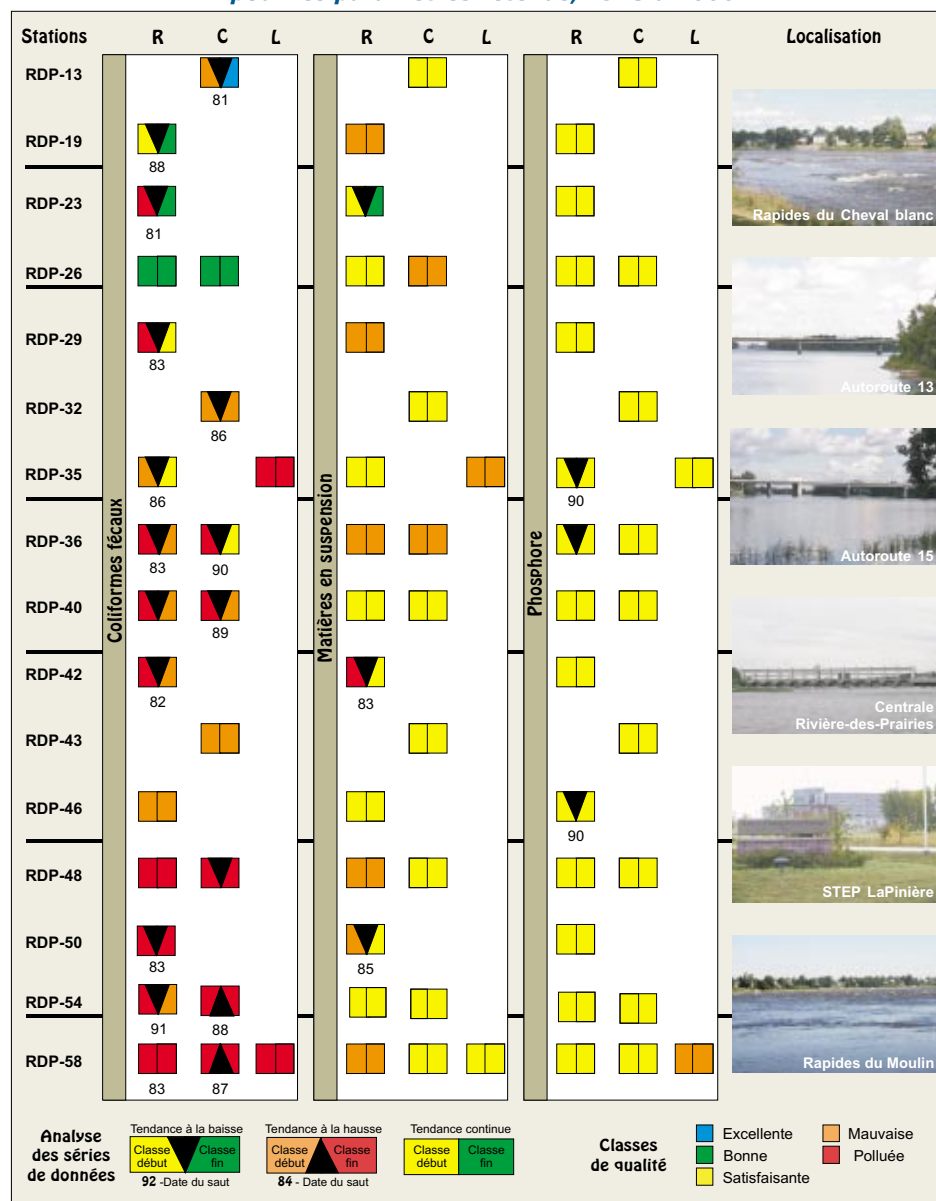 pour les paramètres retenus,
Stations R C L R C L R C L Localisation
Coliformes fécaux
Matières en suspension
Phosphore
RDP-13
81
RDP-19
88
Rapides du Cheval blanc
RDP-23
81
RDP-26
RDP-29
83
Autoroute 13
RDP-32
86
RDP-35
86 90
RDP-36
83 90
Autoroute 15
RDP-40
89
RDP-42
82 83
Centrale
Rivière-des-Prairies
RDP-43
RDP-46
90
RDP-48
STEP LaPinière
RDP-50
83 85
RDP-54
91 88
RDP-58
83 87
Rapides du Moulin
Analyse
des séries
de données
Tendance à la baisse
Classe début Classe fin
92 -Date du saut
Tendance à la hausse
Classe début Classe fin
84 - Date du saut
Tendance continue
Classe début Classe fin
Classes
de qualité
Excellente
Bonne
Satisfaisante
Mauvaise
Polluée